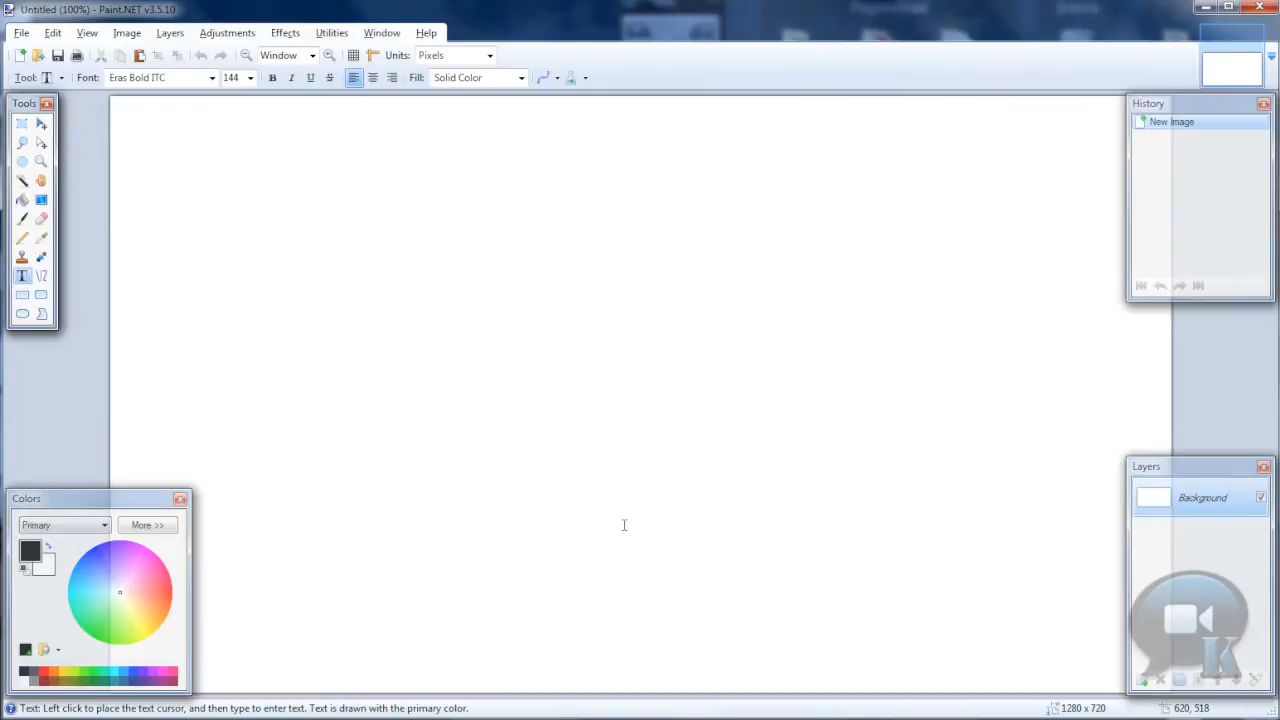 Untitled (100%) - Paint.NET v3.5.10
File Edit View Image Layers Adjustments Effects Utilities Window Help
Window Units: Pixels
Tool: T Font: Eras Bold ITC 144 B I U S Fill: Solid Color
Tools
History
New Image
T
Colors
Primary More >>
Layers
Background
K
Text: Left click to place the text cursor, and then type to enter text. Text is drawn with the primary color. 1280 x 720 620, 518